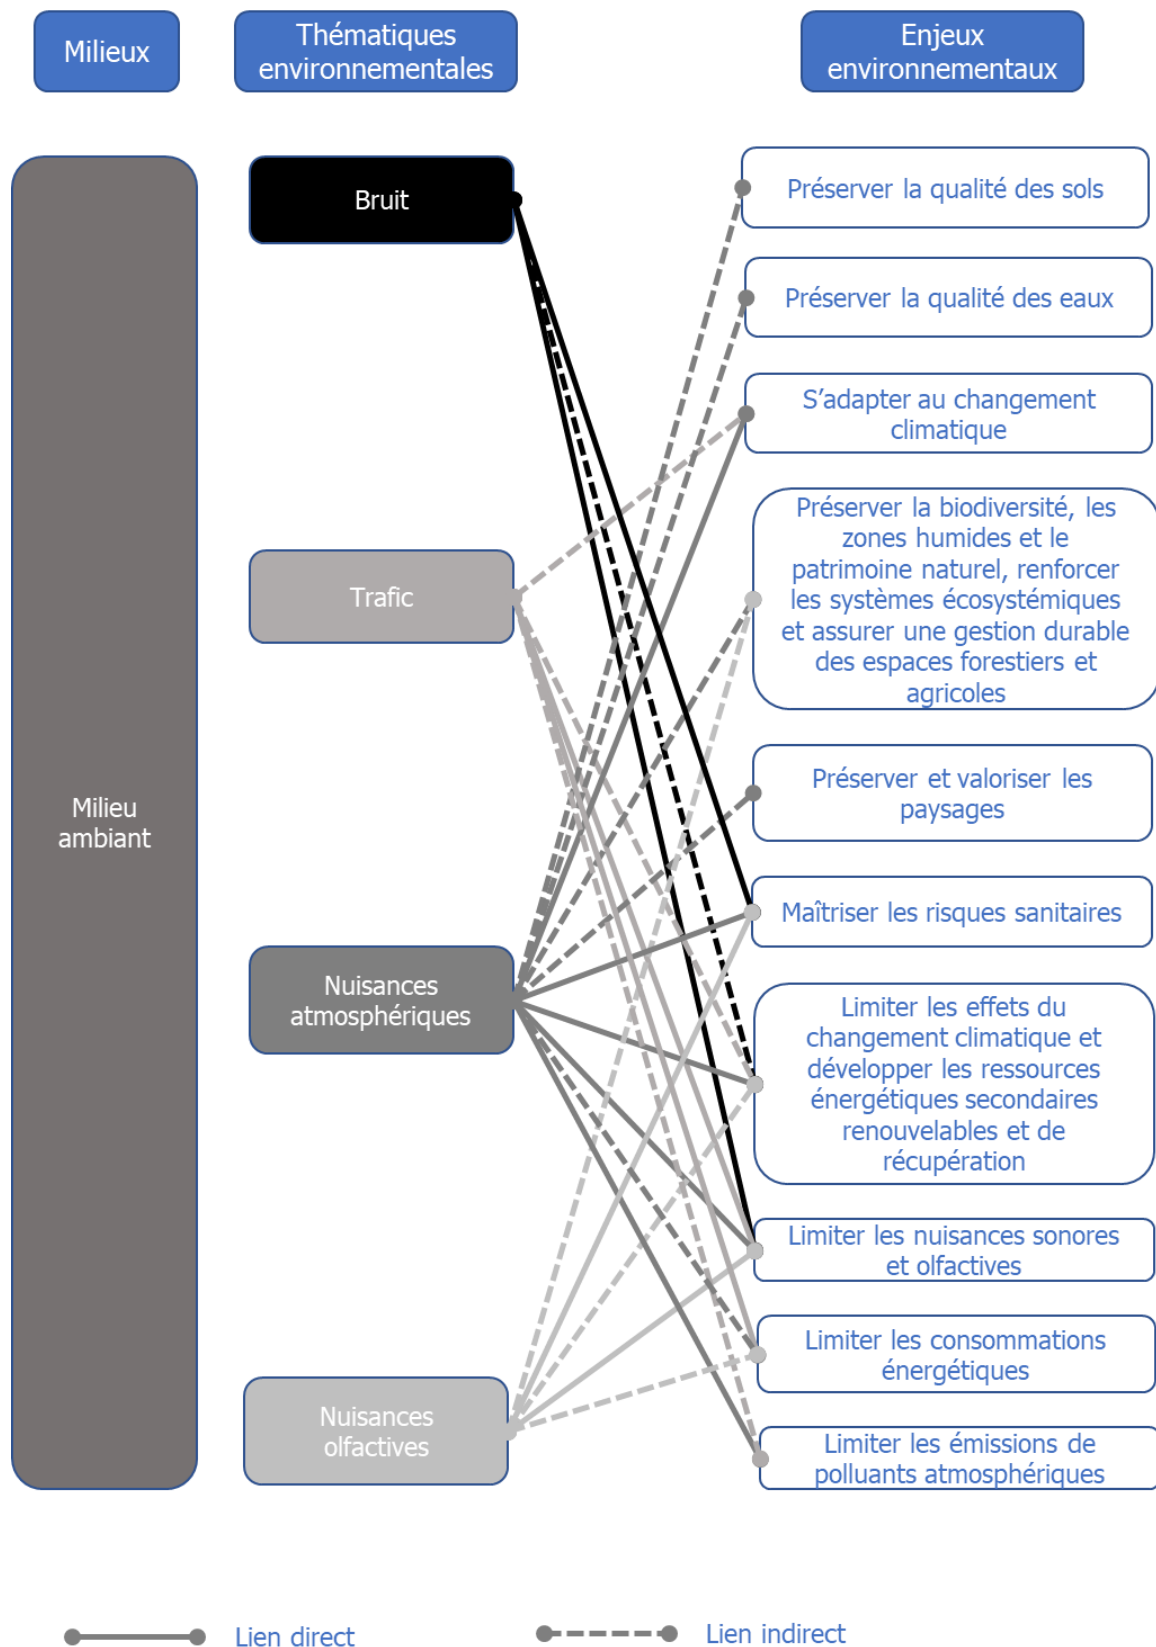 Milieux
Thématiques
environnementales
Enjeux
environnementaux
Milieu
ambiant
Bruit
Trafic
Nuisances
atmosphériques
Nuisances
olfactives
Préserver la qualité des sols
Préserver la qualité des eaux
S’adapter au changement
climatique
Préserver la biodiversité, les
zones humides et le
patrimoine naturel, renforcer
les systèmes écosystémiques
et assurer une gestion durable
des espaces forestiers et
agricoles
Préserver et valoriser les
paysages
Maîtriser les risques sanitaires
Limiter les effets du
changement climatique et
développer les ressources
énergétiques secondaires
renouvelables et de
récupération
Limiter les nuisances sonores
et olfactives
Limiter les consommations
énergétiques
Limiter les émissions de
polluants atmosphériques
Lien direct
Lien indirect